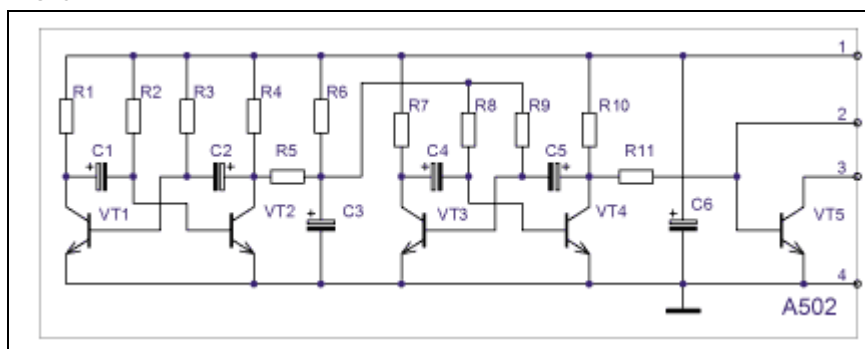 1
R1 R2 R3 R4 R6 R7 R8 R9 R10
2
C1 C2 R5 C4 C5 R11
3
VT1 VT2 C3 VT3 VT4 C6 VT5
4
A502